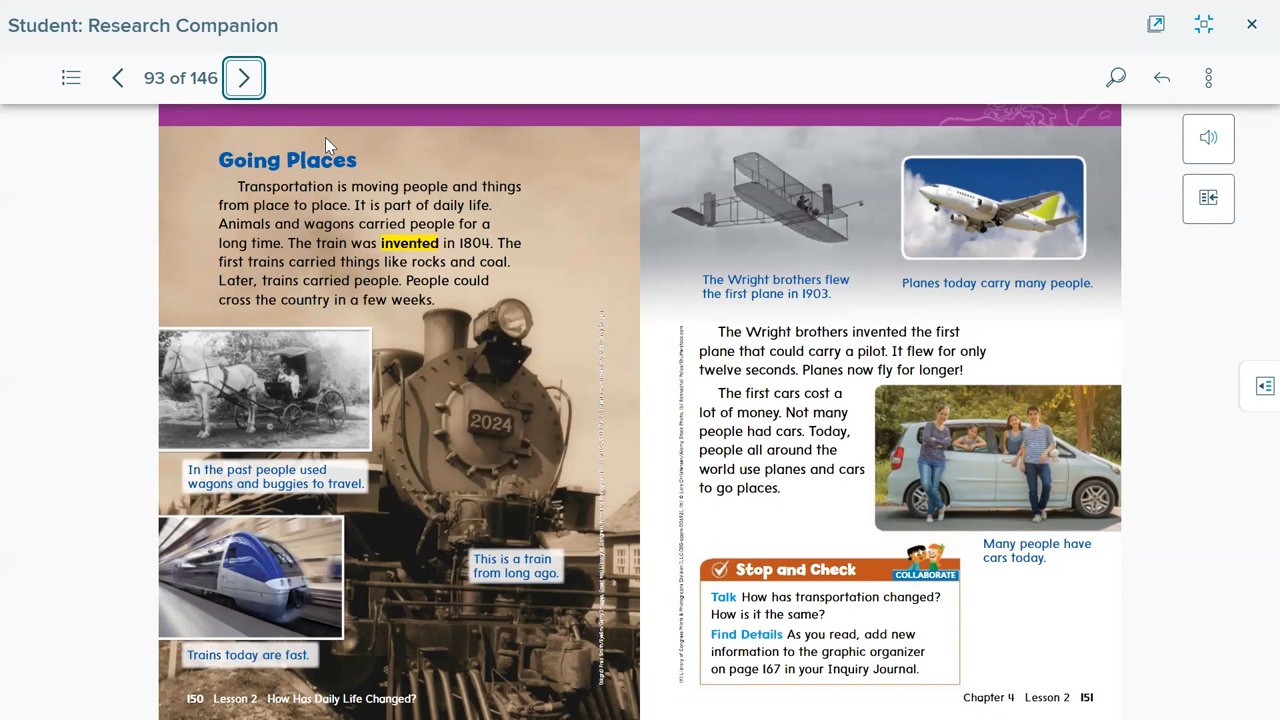 Student: Research Companion
93 of 146
Going Places
Transportation is moving people and things
from place to place. It is part of daily life.
Animals and wagons carried people for a
long time. The train was invented in 1804. The
first trains carried things like rocks and coal.
Later, trains carried people. People could
cross the country in a few weeks.
2024
In the past people used
wagons and buggies to travel.
This is a train
from long ago.
Trains today are fast.
150 Lesson 2 How Has Daily Life Changed?
The Wright brothers flew
the first plane in 1903.
Planes today carry many people.
The Wright brothers invented the first
plane that could carry a pilot. It flew for only
twelve seconds. Planes now fly for longer!
The first cars cost a
lot of money. Not many
people had cars. Today,
people all around the
world use planes and cars
to go places.
Many people have
cars today.
Stop and Check
COLLABORATE
Talk How has transportation changed?
How is it the same?
Find Details As you read, add new
information to the graphic organizer
on page 167 in your Inquiry Journal.
Chapter 4 Lesson 2 151